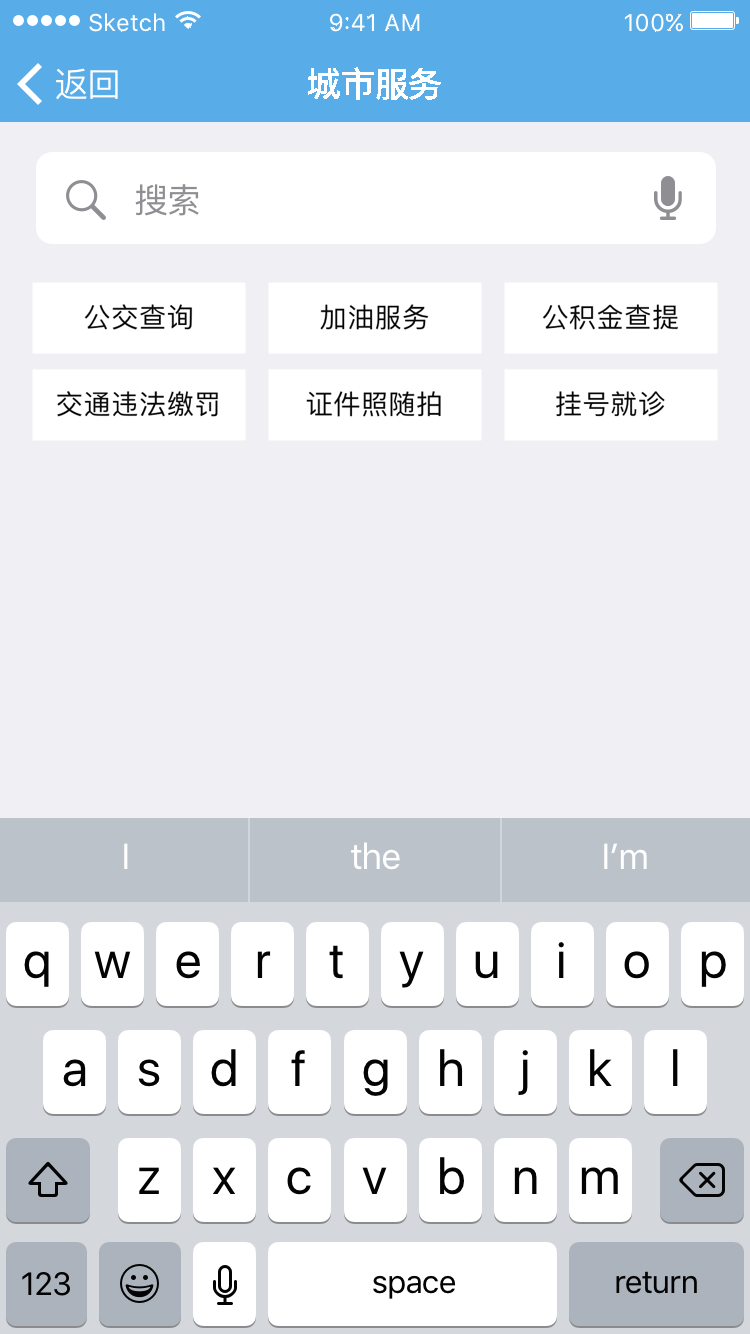 Sketch 9:41 AM 100%
返回 城市服务
搜索
公交查询 加油服务 公积金查提
交通违法缴罚 证件照随拍 挂号就诊
I the I’m
q w e r t y u i o p
a s d f g h j k l
z x c v b n m
123 space return